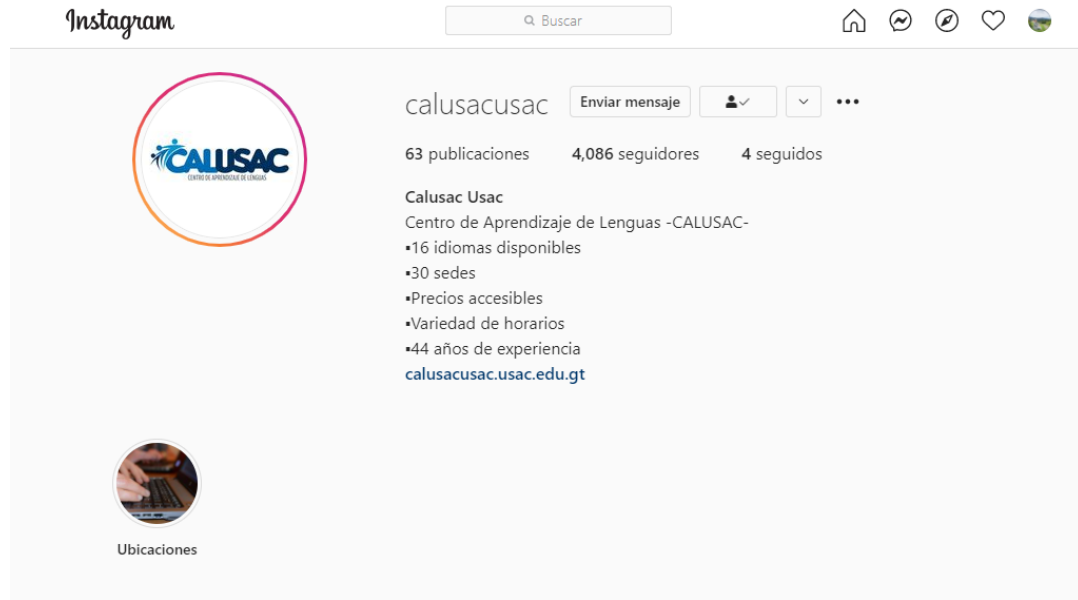 Instagram
Buscar
CALUSAC
CENTRO DE APRENDIZAJE DE LENGUAS
calusacusac
Enviar mensaje
63 publicaciones 4,086 seguidores 4 seguidos
Calusac Usac
Centro de Aprendizaje de Lenguas -CALUSAC-
▪16 idiomas disponibles
▪30 sedes
▪Precios accesibles
▪Variedad de horarios
▪44 años de experiencia
calusacusac.usac.edu.gt
Ubicaciones